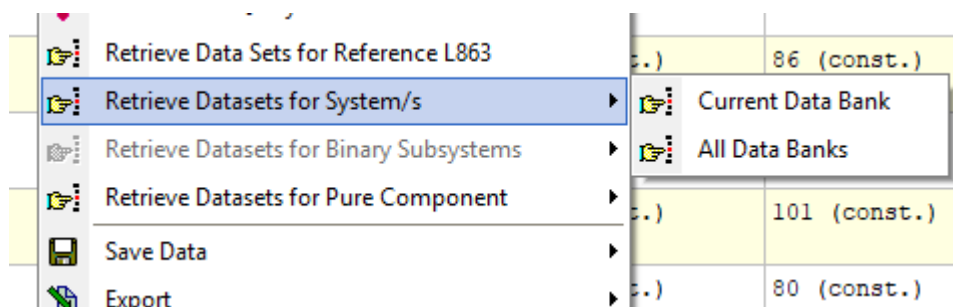 Retrieve Data Sets for Reference L863
.) 86 (const.)
Retrieve Datasets for System/s
Current Data Bank
Retrieve Datasets for Binary Subsystems
All Data Banks
Retrieve Datasets for Pure Component
.) 101 (const.)
Save Data
Export
.) 80 (const.)